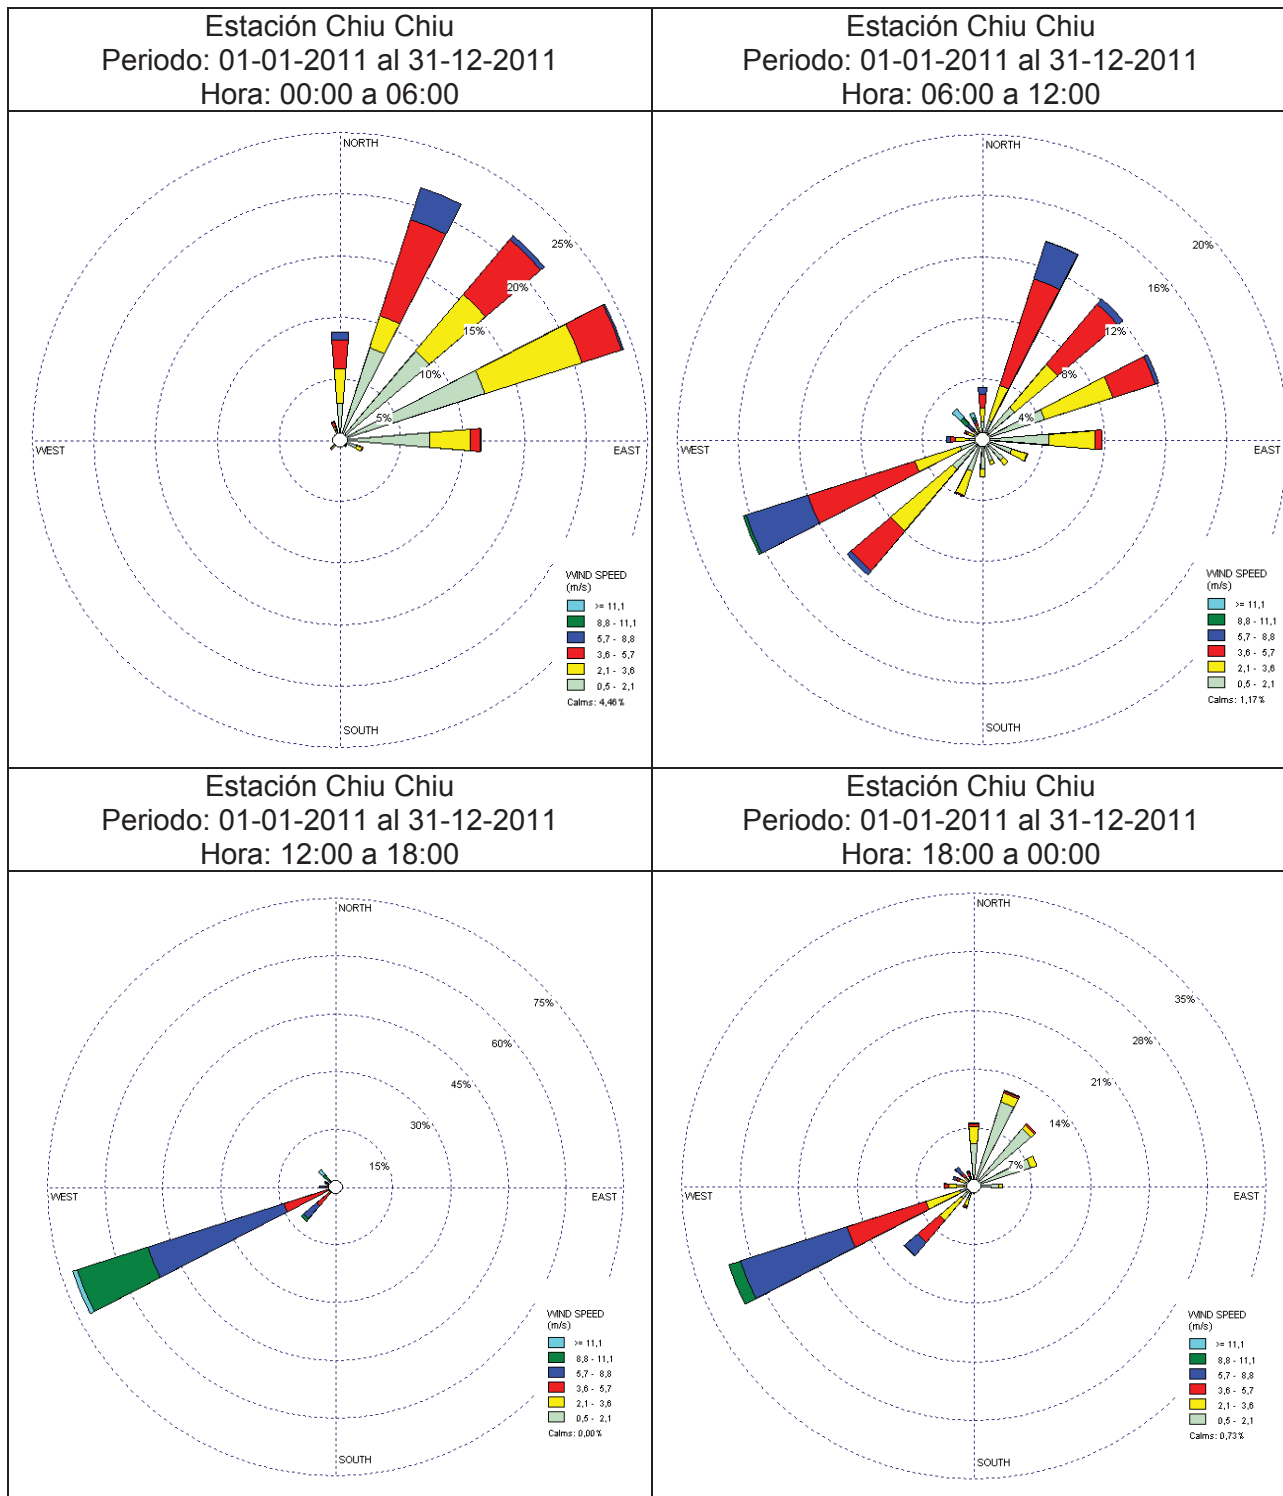 Estación Chiu Chiu
Periodo: 01-01-2011 al 31-12-2011
Hora: 00:00 a 06:00
NORTH
25%
20%
15%
10%
5%
WEST
EAST
SOUTH
WIND SPEED
(m/s)
>= 11,1
8,8 - 11,1
5,7 - 8,8
3,6 - 5,7
2,1 - 3,6
0,5 - 2,1
Calms: 4,46%
Estación Chiu Chiu
Periodo: 01-01-2011 al 31-12-2011
Hora: 06:00 a 12:00
NORTH
20%
16%
12%
8%
4%
WEST
EAST
SOUTH
WIND SPEED
(m/s)
>= 11,1
8,8 - 11,1
5,7 - 8,8
3,6 - 5,7
2,1 - 3,6
0,5 - 2,1
Calms: 1,17%
Estación Chiu Chiu
Periodo: 01-01-2011 al 31-12-2011
Hora: 12:00 a 18:00
NORTH
75%
60%
45%
30%
15%
WEST
EAST
SOUTH
WIND SPEED
(m/s)
>= 11,1
8,8 - 11,1
5,7 - 8,8
3,6 - 5,7
2,1 - 3,6
0,5 - 2,1
Calms: 0,00%
Estación Chiu Chiu
Periodo: 01-01-2011 al 31-12-2011
Hora: 18:00 a 00:00
NORTH
35%
28%
21%
14%
7%
WEST
EAST
SOUTH
WIND SPEED
(m/s)
>= 11,1
8,8 - 11,1
5,7 - 8,8
3,6 - 5,7
2,1 - 3,6
0,5 - 2,1
Calms: 0,73%